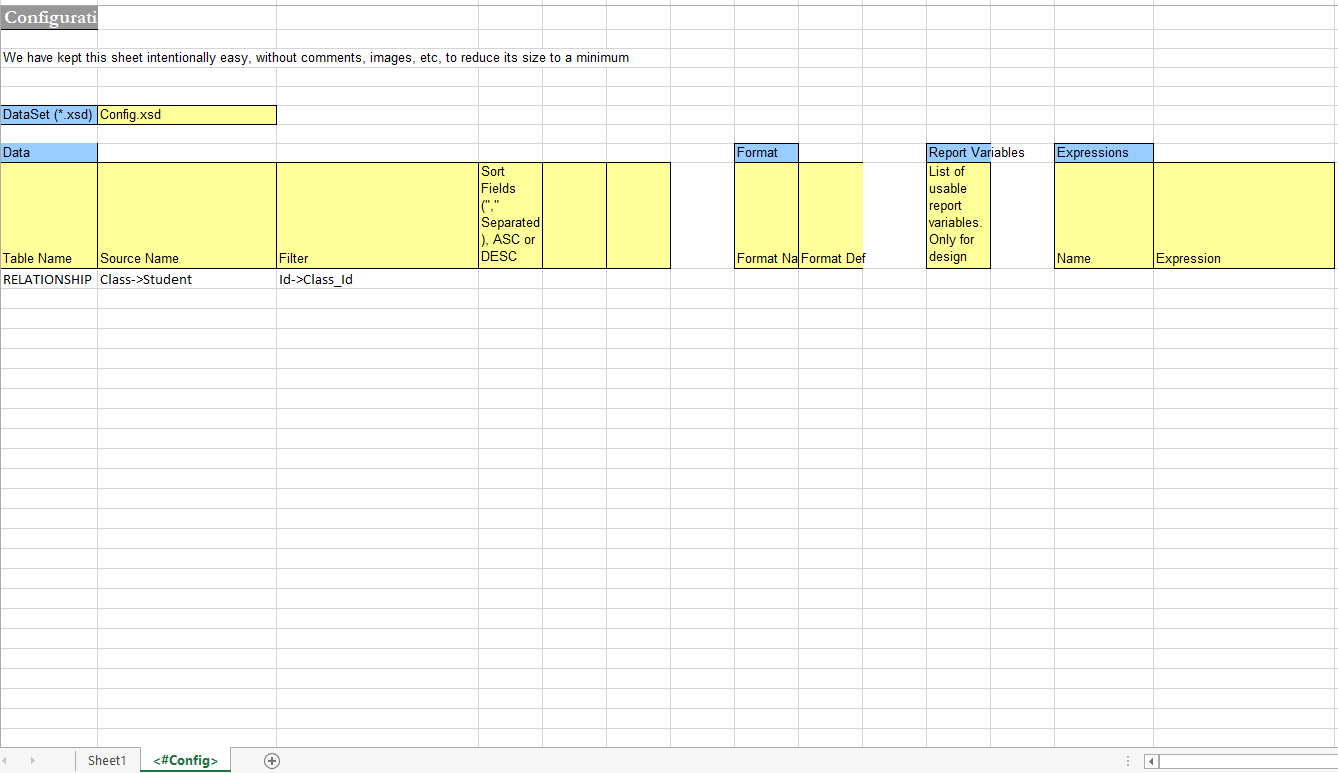 Configurati
We have kept this sheet intentionally easy, without comments, images, etc, to reduce its size to a minimum
DataSet (*.xsd) Config.xsd
Data Format Report Variables Expressions
Table Name Source Name Filter
Sort
Fields
(","
Separated
), ASC or
DESC
Format Na Format Def
List of
usable
report
variables.
Only for
design
Name Expression
RELATIONSHIP Class->Student Id->Class_Id
Sheet1 <#Config>